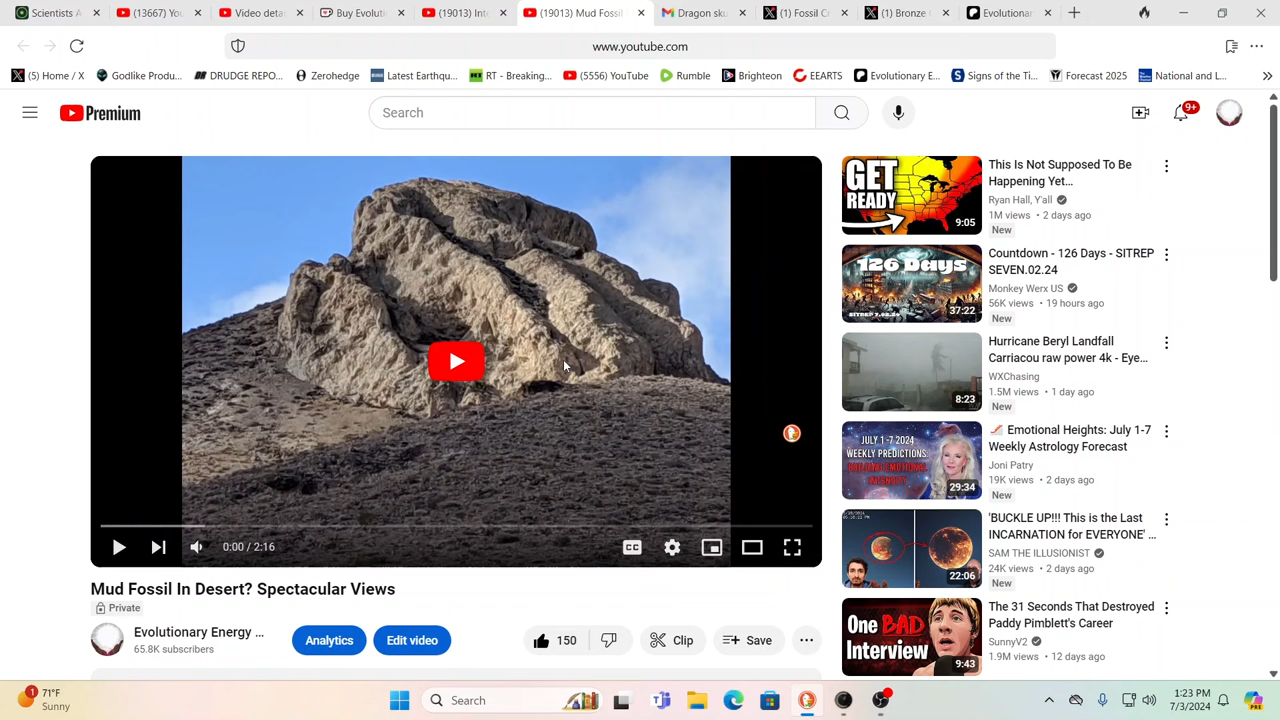 Scientists A...
(13667) You...
Video detai...
Buy Evoluti...
(19013) Int...
(19013) Mud Fossil
Dragon...
(1) Fossic...
(1) Bronze...
Evolutionar...
www.youtube.com
(5) Home / X
Godlike Produ...
DRUDGE REPO...
Zerohedge
Latest Earthqu...
RT - Breaking...
(5556) YouTube
Rumble
Brighteon
EEARTS
Evolutionary E...
Signs of the Ti...
Forecast 2025
National and L...
Premium
Search
9+
GET
READY
9:05
This Is Not Supposed To Be
Happening Yet...
Ryan Hall, Y'all
1M views • 2 days ago
New
126 Days
SITREP 7.02.24
37:22
Countdown - 126 Days - SITREP
SEVEN.02.24
Monkey Werx US
56K views • 19 hours ago
New
8:23
Hurricane Beryl Landfall
Carriacou raw power 4k - Eye...
WXChasing
1.5M views • 1 day ago
New
JULY 1-7 2024
WEEKLY PREDICTIONS:
29:34
Emotional Heights: July 1-7
Weekly Astrology Forecast
Joni Patry
19K views • 2 days ago
New
22:06
'BUCKLE UP!!! This is the Last
INCARNATION for EVERYONE' ...
SAM THE ILLUSIONIST
24K views • 2 days ago
New
One BAD
Interview
9:43
The 31 Seconds That Destroyed
Paddy Pimblett's Career
SunnyV2
1.9M views • 12 days ago
0:00 / 2:16
CC
Mud Fossil In Desert? Spectacular Views
Private
Evolutionary Energy ...
65.8K subscribers
Analytics
Edit video
150
Clip
Save
1
71°F
Sunny
Search
1:23 PM
7/3/2024